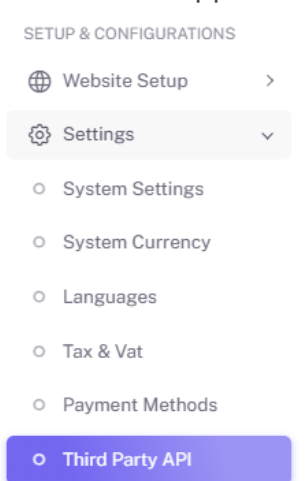 SETUP & CONFIGURATIONS
Website Setup
Settings
System Settings
System Currency
Languages
Tax & Vat
Payment Methods
Third Party API